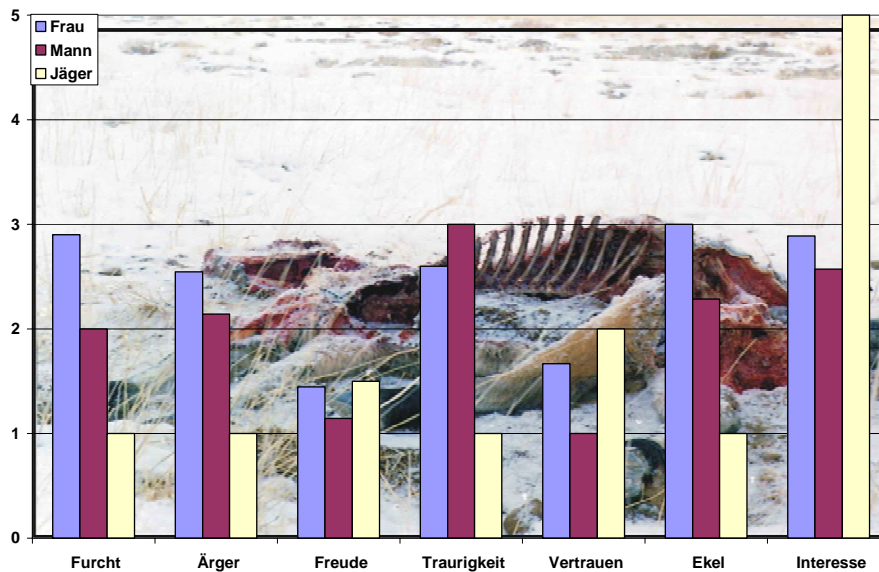 5
4
3
2
1
0
Frau
Mann
Jäger
Furcht Ärger Freude Traurigkeit Vertrauen Ekel Interesse